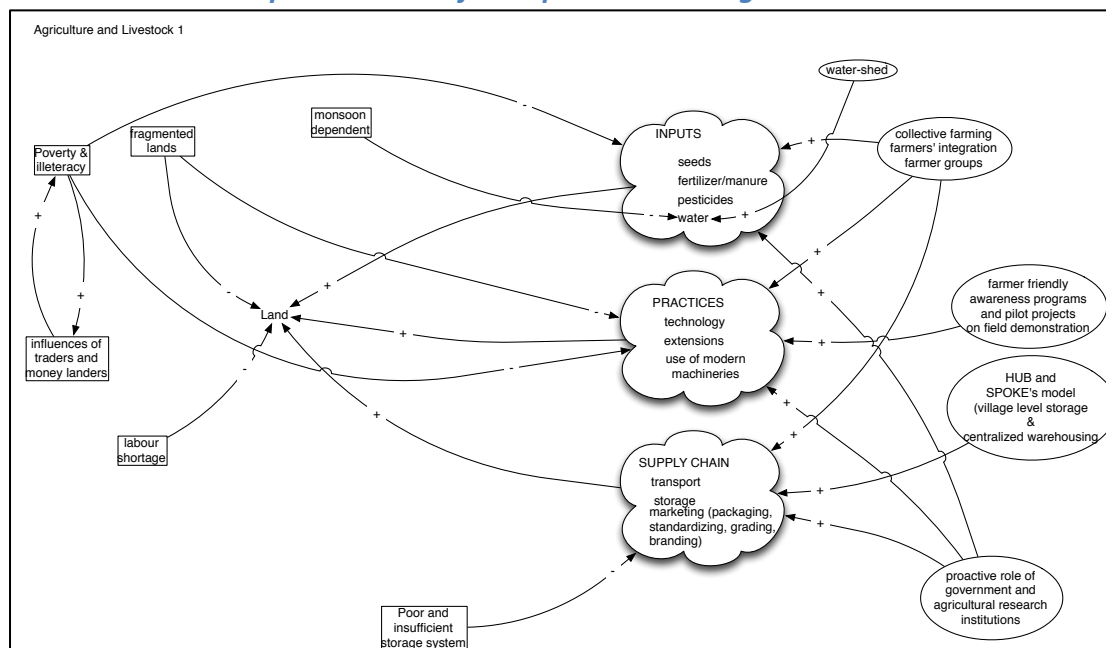 Agriculture and Livestock 1
water-shed
monsoon
dependent
fragmented
lands
Poverty &
illeteracy
INPUTS
seeds
fertilizer/manure
pesticides
water
collective farming
farmers' integration
farmer groups
-
-
+
+
+
+
+
-
+
+
-
+
Land
influences of
traders and
money landers
PRACTICES
technology
extensions
use of modern
machineries
-
+
+
-
farmer friendly
awareness programs
and pilot projects
on field demonstration
HUB and
SPOKE's model
(village level storage
&
centralized warehousing
+
-
+
+
labour
shortage
SUPPLY CHAIN
transport
storage
marketing (packaging,
standardizing, grading,
branding)
+
+
-
Poor and
insufficient
storage system
proactive role of
government and
agricultural research
institutions